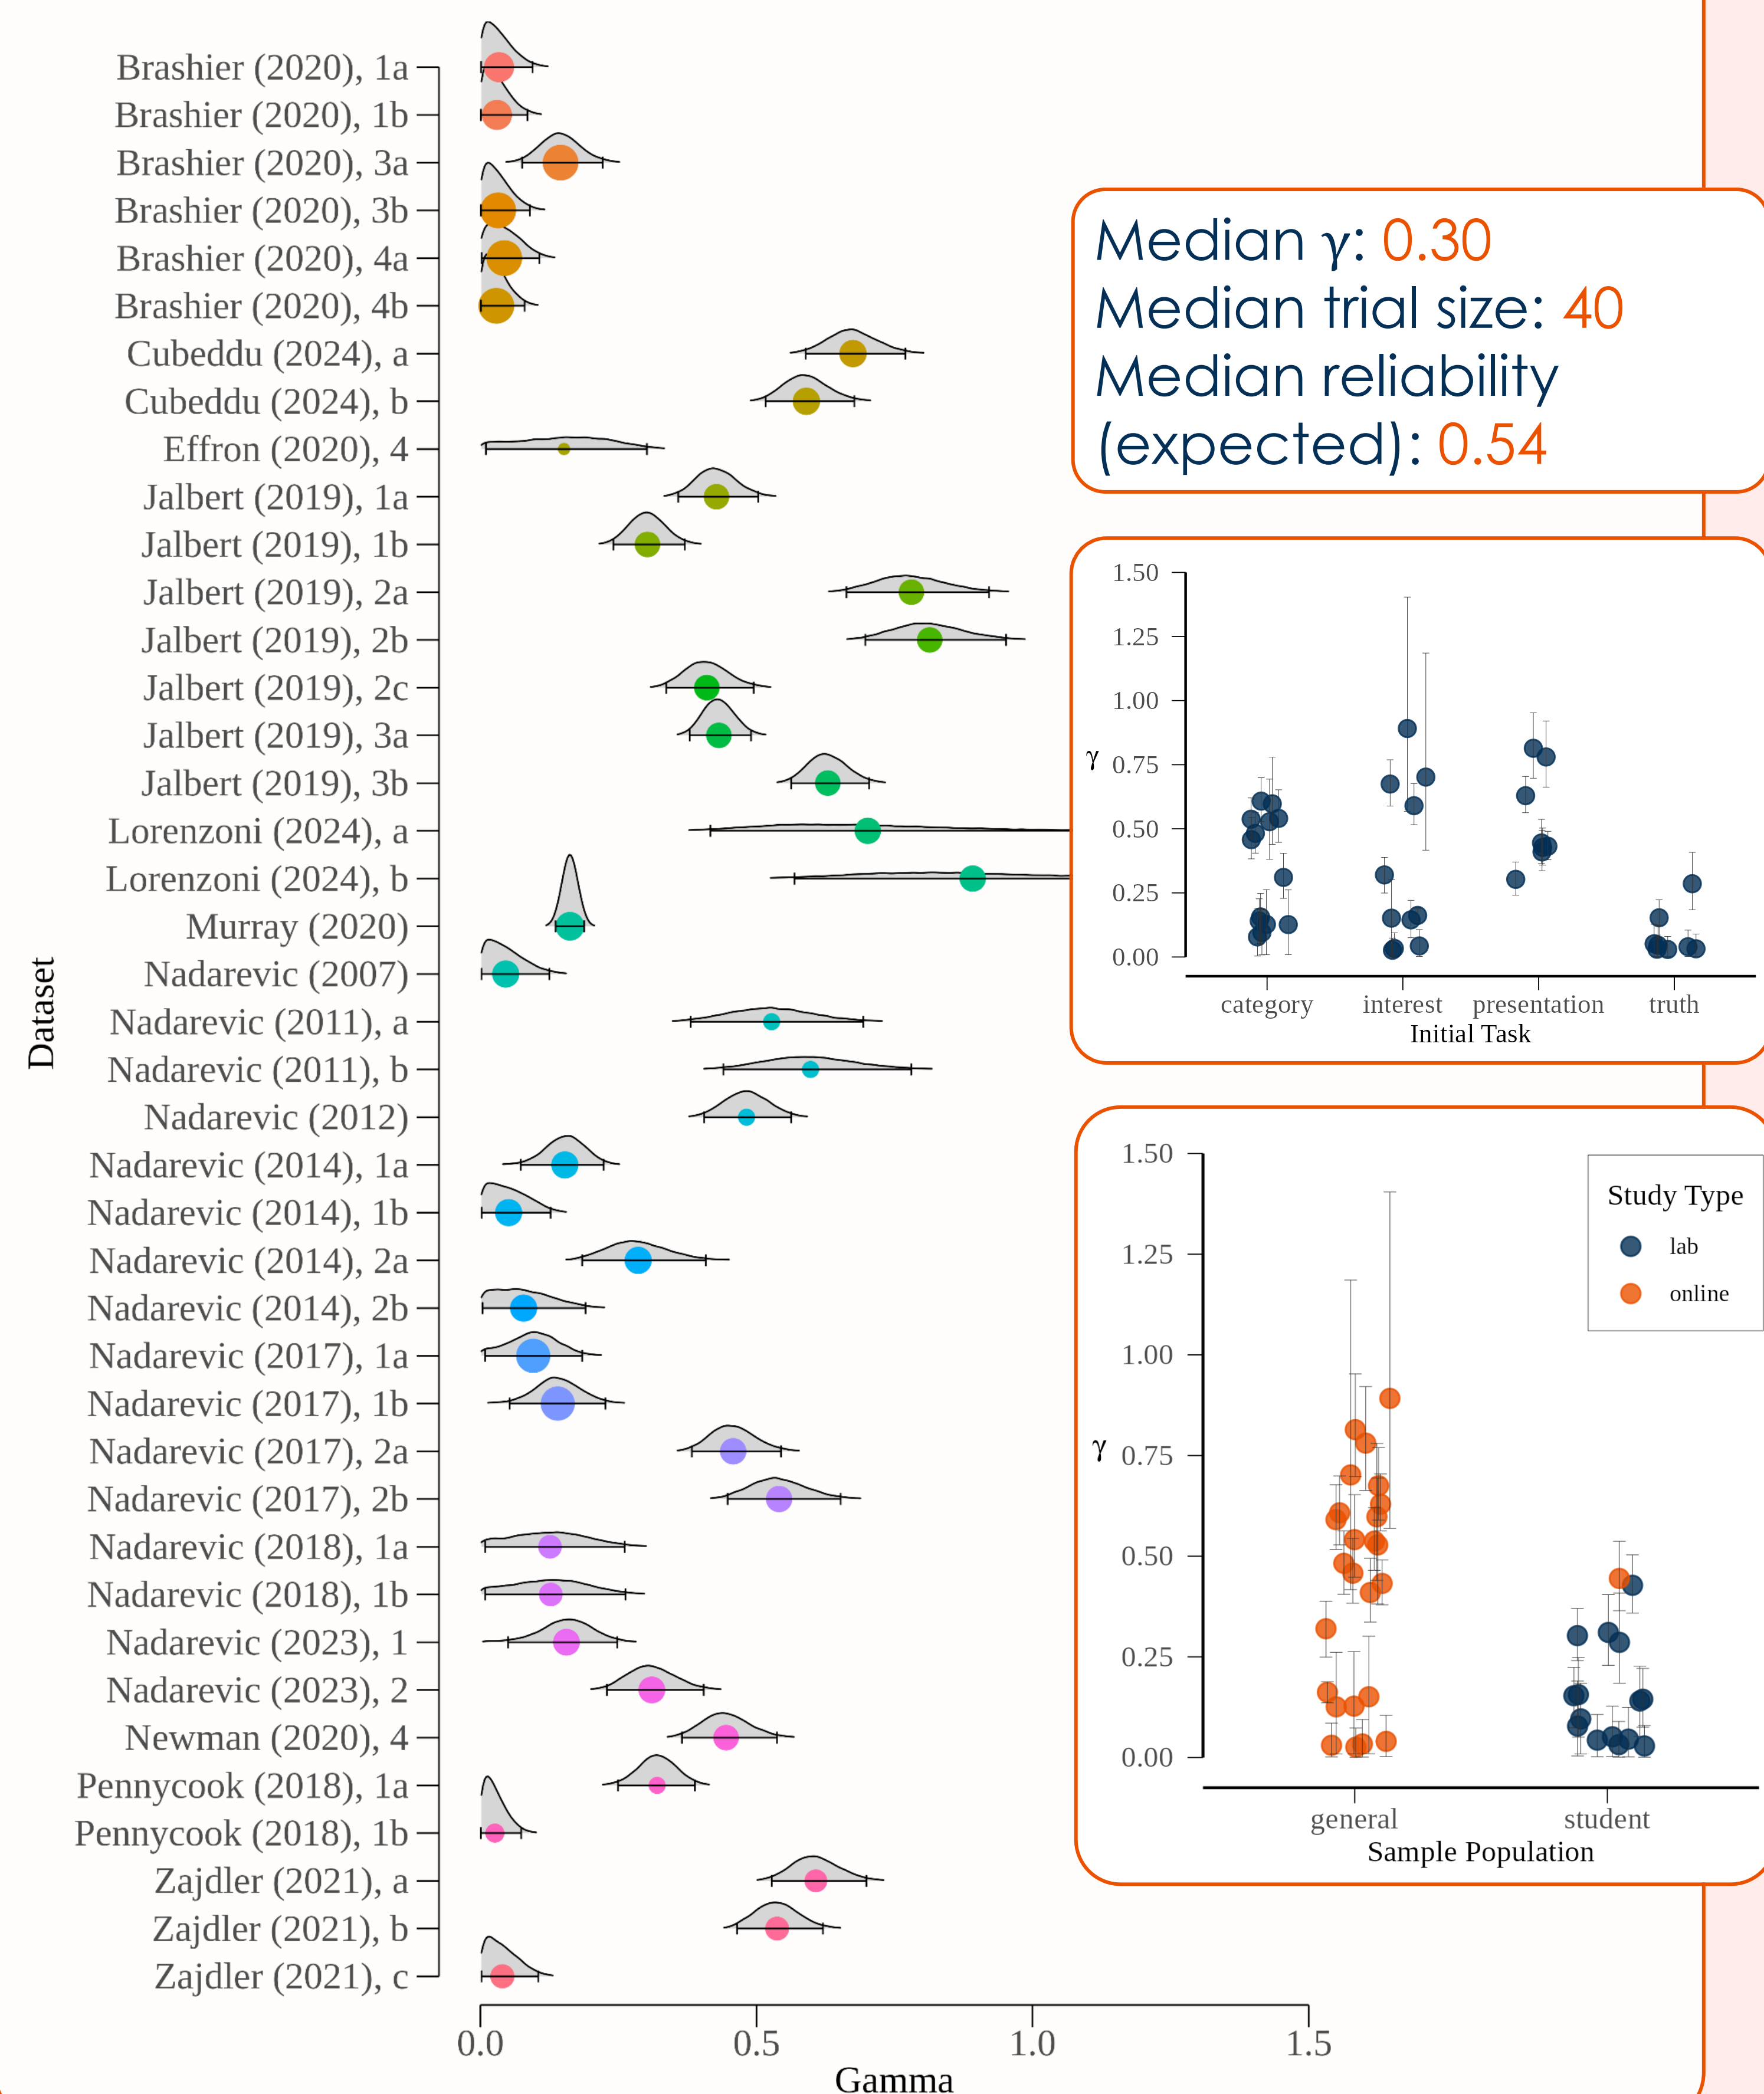 Brashier (2020), 1a
Brashier (2020), 1b
Brashier (2020), 3a
Brashier (2020), 3b
Brashier (2020), 4a
Brashier (2020), 4b
Cubeddu (2024), a
Cubeddu (2024), b
Effron (2020), 4
Jalbert (2019), 1a
Jalbert (2019), 1b
Jalbert (2019), 2a
Jalbert (2019), 2b
Jalbert (2019), 2c
Jalbert (2019), 3a
Jalbert (2019), 3b
Lorenzoni (2024), a
Lorenzoni (2024), b
Murray (2020)
Nadarevic (2007)
Nadarevic (2011), a
Nadarevic (2011), b
Nadarevic (2012)
Nadarevic (2014), 1a
Nadarevic (2014), 1b
Nadarevic (2014), 2a
Nadarevic (2014), 2b
Nadarevic (2017), 1a
Nadarevic (2017), 1b
Nadarevic (2017), 2a
Nadarevic (2017), 2b
Nadarevic (2018), 1a
Nadarevic (2018), 1b
Nadarevic (2023), 1
Nadarevic (2023), 2
Newman (2020), 4
Pennycook (2018), 1a
Pennycook (2018), 1b
Zajdler (2021), a
Zajdler (2021), b
Zajdler (2021), c
Dataset
0.0 0.5 1.0 1.5
Gamma
Median γ: 0.30
Median trial size: 40
Median reliability
(expected): 0.54
1.50
1.25
1.00
0.75
0.50
0.25
0.00
γ
category interest presentation truth
Initial Task
1.50
1.25
1.00
0.75
0.50
0.25
0.00
γ
Study Type
lab
online
general student
Sample Population